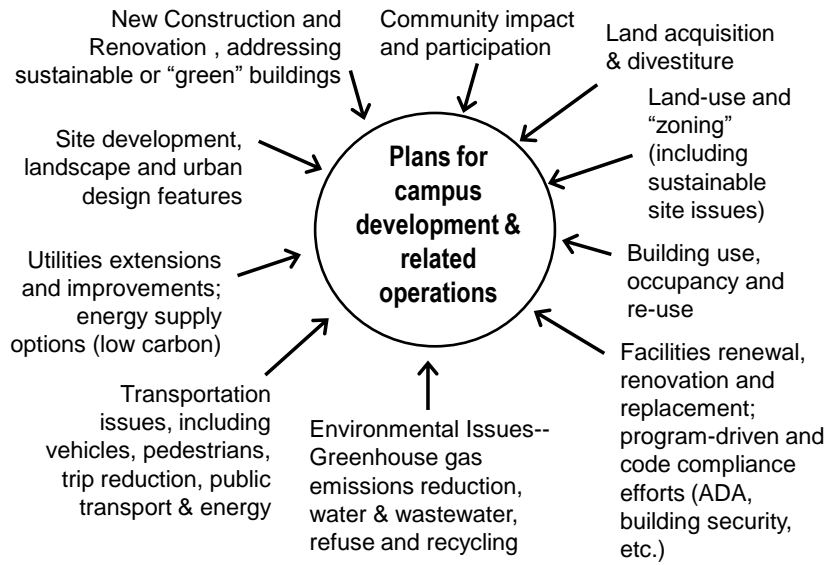 New Construction and
Renovation , addressing
sustainable or “green” buildings
Community impact
and participation
Land acquisition
& divestiture
Land-use and
“zoning”
(including
sustainable
site issues)
Building use,
occupancy and
re-use
Facilities renewal,
renovation and
replacement;
program-driven and
code compliance
efforts (ADA,
building security,
etc.)
Environmental Issues--
Greenhouse gas
emissions reduction,
water & wastewater,
refuse and recycling
Transportation
issues, including
vehicles, pedestrians,
trip reduction, public
transport & energy
Utilities extensions
and improvements;
energy supply
options (low carbon)
Site development,
landscape and urban
design features
Plans for
campus
development &
related
operations